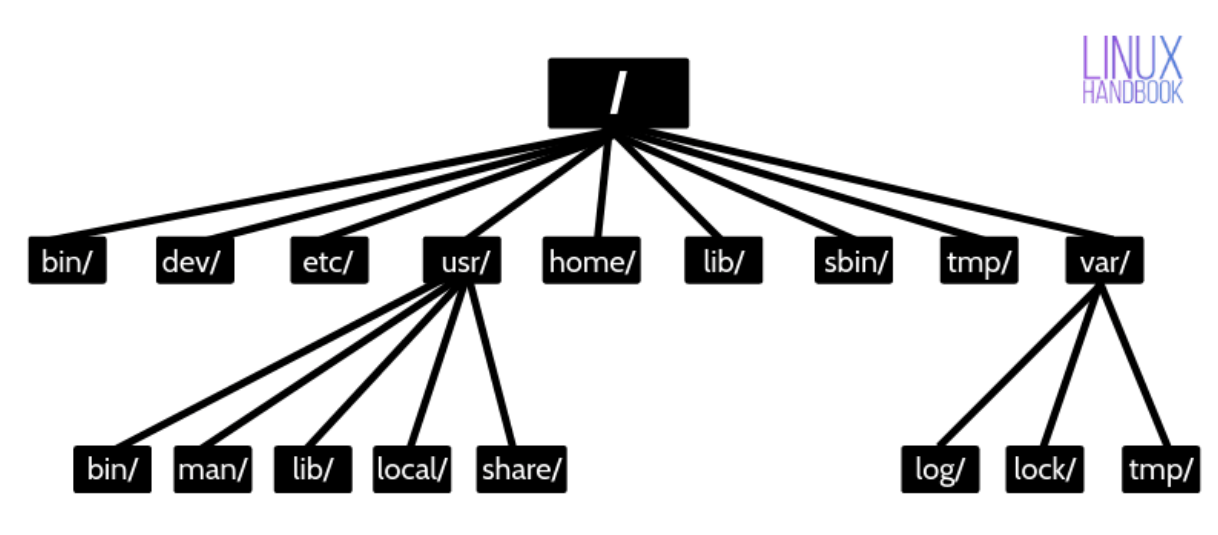 LINUX
HANDBOOK
/
bin/ dev/ etc/ usr/ home/ lib/ sbin/ tmp/ var/
bin/ man/ lib/ local/ share/ log/ lock/ tmp/